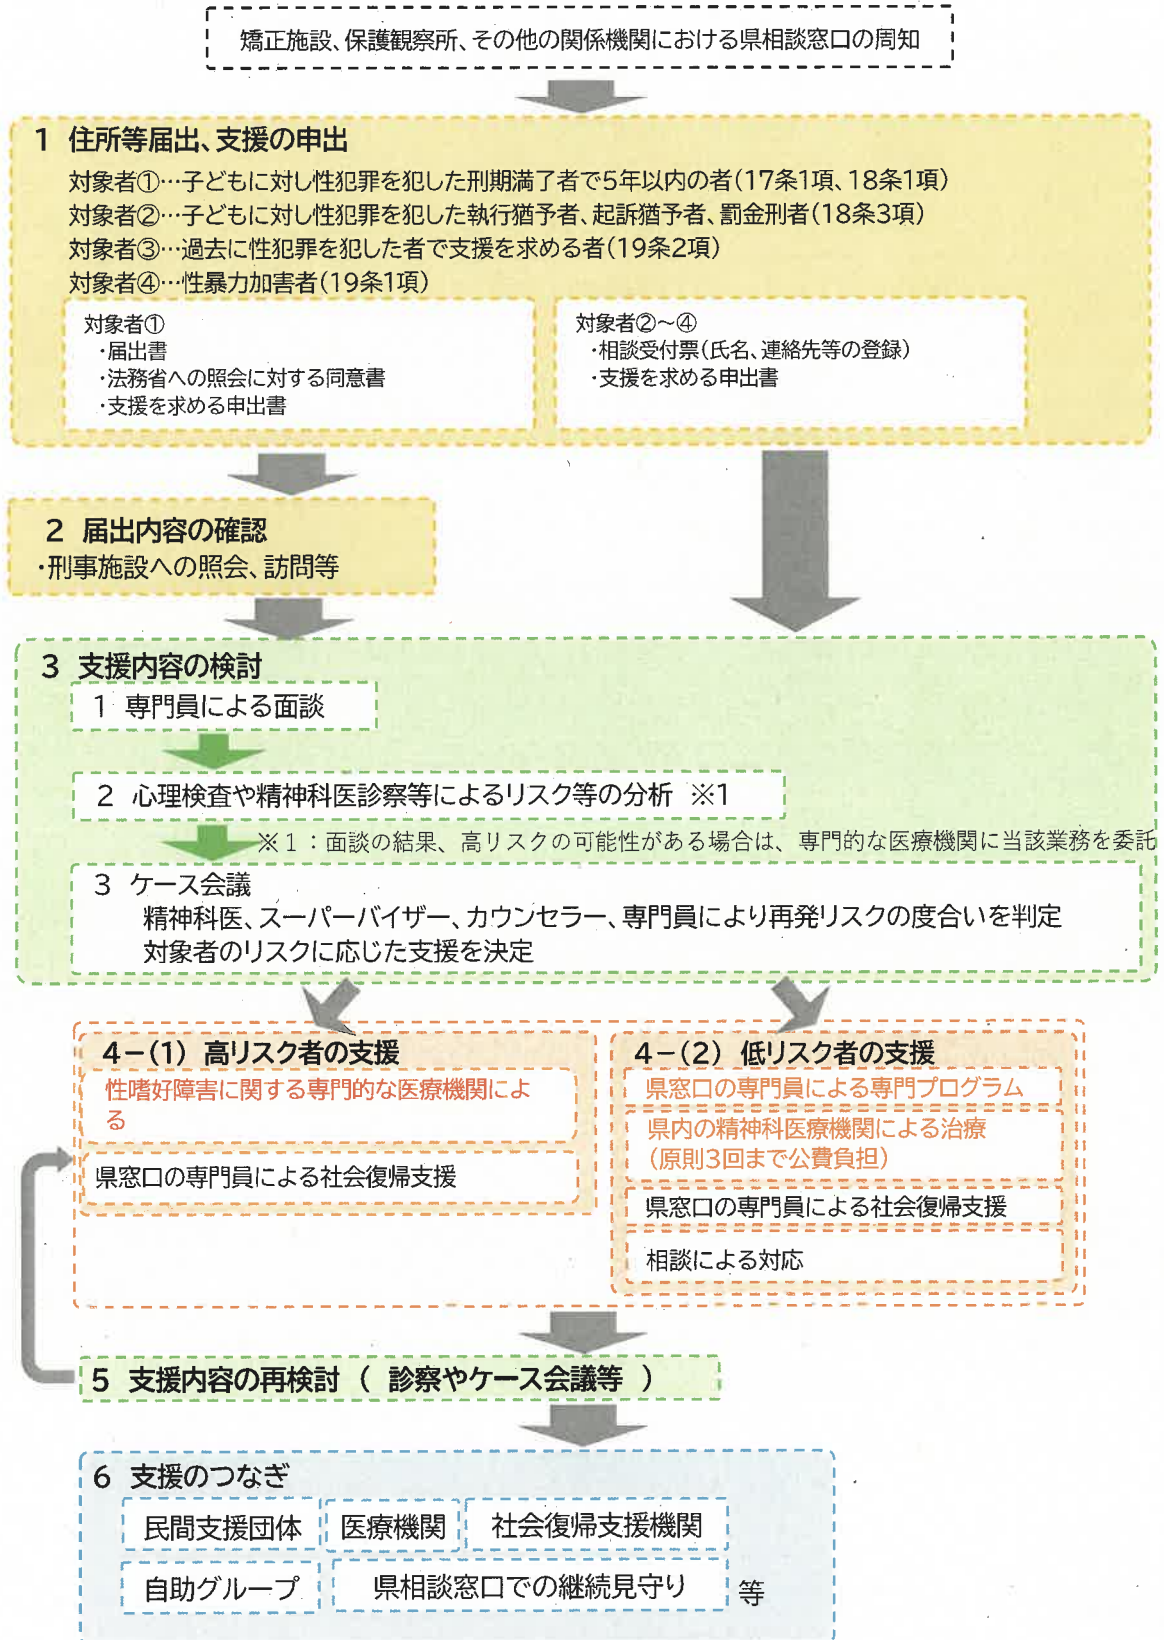 矯正施設、保護観察所、その他の関係機関における県相談窓口の周知
1 住所等届出、支援の申出
対象者①…子どもに対し性犯罪を犯した刑期満了者で5年以内の者(17条1項、18条1項)
対象者②…子どもに対し性犯罪を犯した執行猶予者、起訴猶予者、罰金刑者(18条3項)
対象者③…過去に性犯罪を犯した者で支援を求める者(19条2項)
対象者④…性暴力加害者(19条1項)
対象者①
・届出書
・法務省への照会に対する同意書
・支援を求める申出書
対象者②～④
・相談受付票(氏名、連絡先等の登録)
・支援を求める申出書
2 届出内容の確認
・刑事施設への照会、訪問等
3 支援内容の検討
1 専門員による面談
2 心理検査や精神科医診察等によるリスク等の分析 ※1
※1:面談の結果、高リスクの可能性がある場合は、専門的な医療機関に当該業務を委託
3 ケース会議
精神科医、スーパーバイザー、カウンセラー、専門員により再発リスクの度合いを判定
対象者のリスクに応じた支援を決定
4-(1) 高リスク者の支援
性嗜好障害に関する専門的な医療機関によ
る
県窓口の専門員による社会復帰支援
4-(2) 低リスク者の支援
県窓口の専門員による専門プログラム
県内の精神科医療機関による治療
(原則3回まで公費負担)
県窓口の専門員による社会復帰支援
相談による対応
5 支援内容の再検討 ( 診察やケース会議等 )
6 支援のつなぎ
民間支援団体 医療機関 社会復帰支援機関
自助グループ 県相談窓口での継続見守り 等